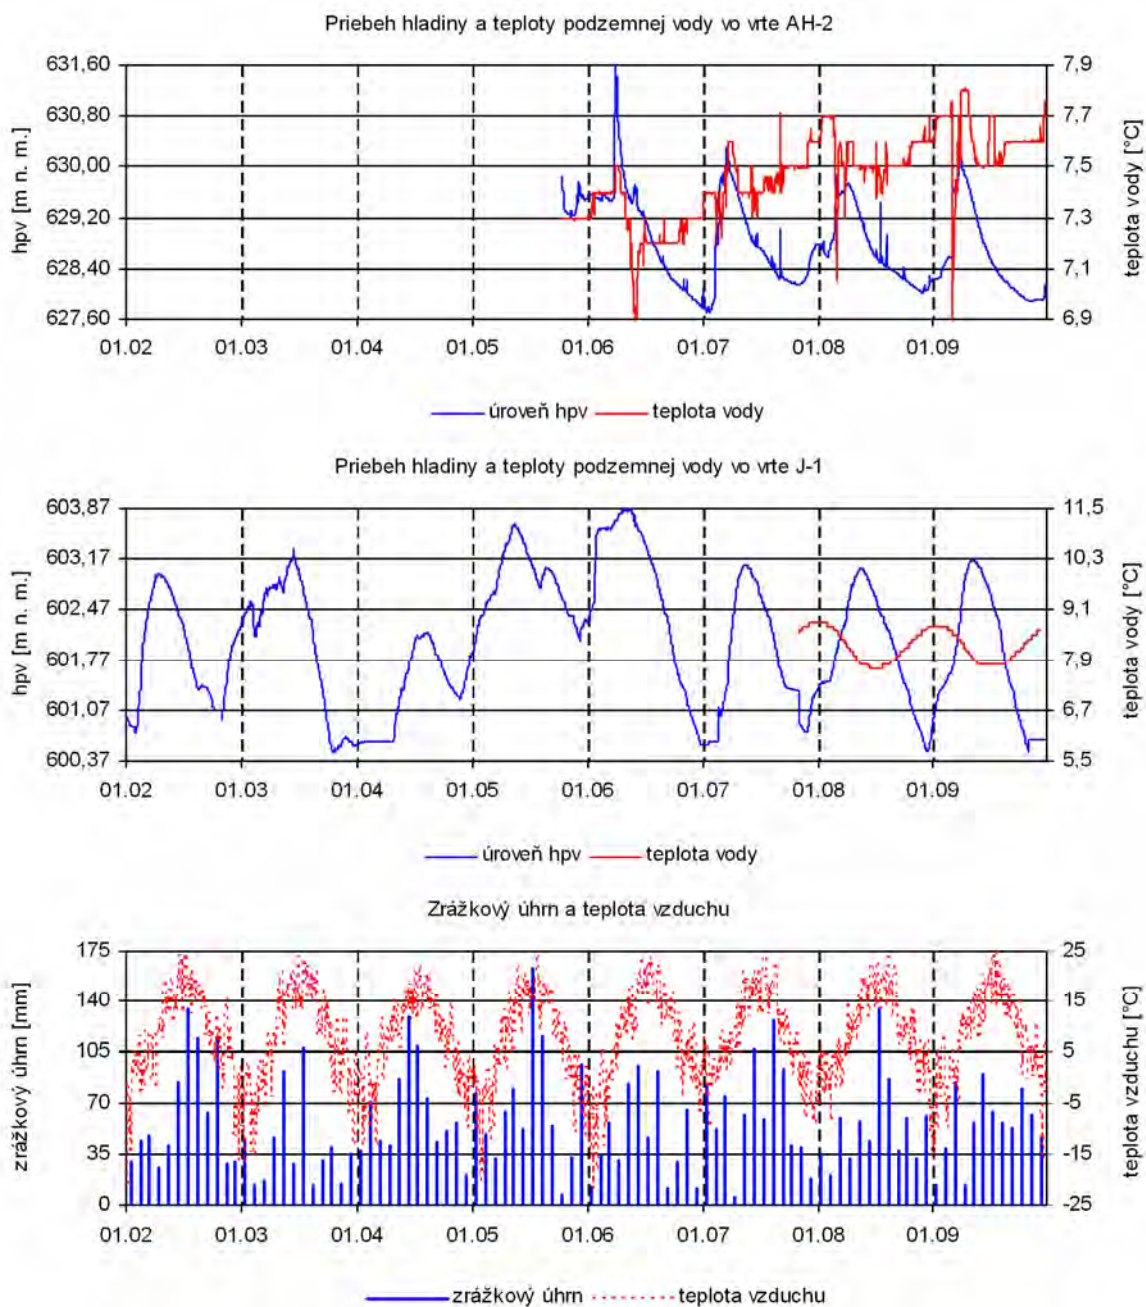 Priebeh hladiny a teploty podzemnej vody vo vrte AH-2
hpv [m n. m.]
631,60
630,80
630,00
629,20
628,40
627,60
7,9
7,7
7,5
7,3
7,1
6,9
teplota vody [°C]
01.02 01.03 01.04 01.05 01.06 01.07 01.08 01.09
úroveň hpv teplota vody
Priebeh hladiny a teploty podzemnej vody vo vrte J-1
hpv [m n. m.]
603,87
603,17
602,47
601,77
601,07
600,37
11,5
10,3
9,1
7,9
6,7
5,5
teplota vody [°C]
01.02 01.03 01.04 01.05 01.06 01.07 01.08 01.09
úroveň hpv teplota vody
Zrážkový úhrn a teplota vzduchu
zrážkový úhrn [mm]
175
140
105
70
35
0
25
15
5
-5
-15
-25
teplota vzduchu [°C]
01.02 01.03 01.04 01.05 01.06 01.07 01.08 01.09
zrážkový úhrn teplota vzduchu